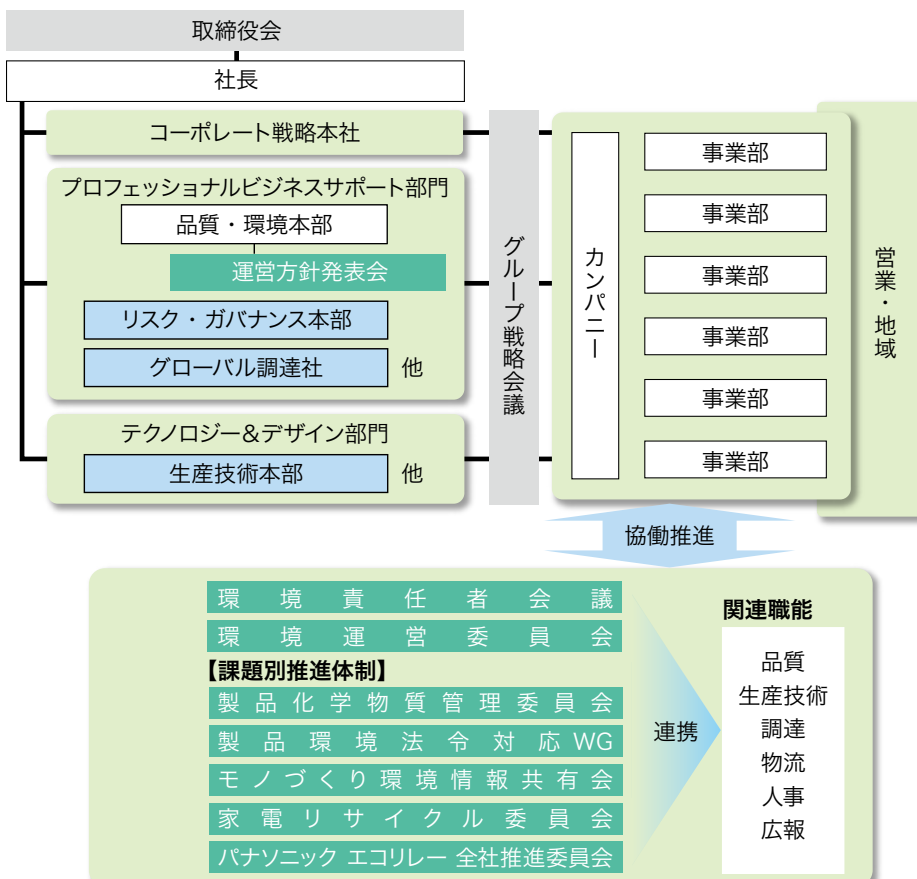 取締役会
社長
コーポレート戦略本社
プロフェッショナルビジネスサポート部門
品質・環境本部
運営方針発表会
リスク・ガバナンス本部
グローバル調達社 他
テクノロジー&デザイン部門
生産技術本部 他
グループ戦略会議
カンパニー
事業部
事業部
事業部
事業部
事業部
事業部
営業・地域
協働推進
環境責任者会議
環境運営委員会
【課題別推進体制】
製品化学物質管理委員会
製品環境法令対応WG
モノづくり環境情報共有会
家電リサイクル委員会
パナソニック エコリレー 全社推進委員会
連携
関連職能
品質
生産技術
調達
物流
人事
広報